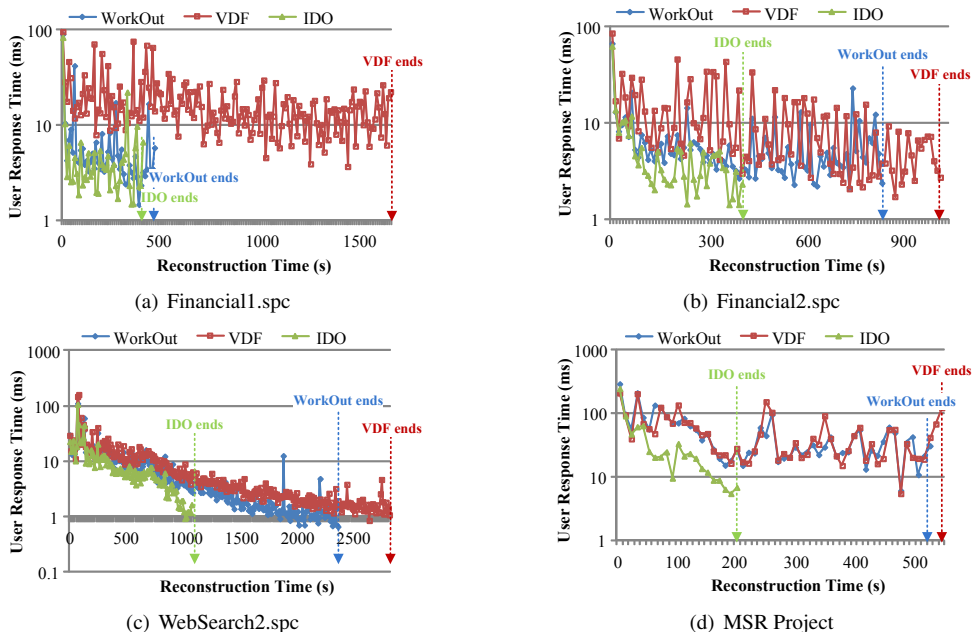 WorkOut VDF IDO
100
10
1
0 500 1000 1500
User Response Time (ms)
Reconstruction Time (s)
VDF ends
WorkOut ends
IDO ends
(a) Financial1.spc
WorkOut VDF IDO
100
10
1
0 300 600 900
User Response Time (ms)
Reconstruction Time (s)
IDO ends
WorkOut ends
VDF ends
(b) Financial2.spc
WorkOut VDF IDO
1000
100
10
1
0.1
0 500 1000 1500 2000 2500
User Response Time (ms)
Reconstruction Time (s)
IDO ends
WorkOut ends
VDF ends
(c) WebSearch2.spc
WorkOut VDF IDO
1000
100
10
1
0 100 200 300 400 500
User Response Time (ms)
Reconstruction Time (s)
IDO ends
VDF ends
WorkOut ends
(d) MSR Project